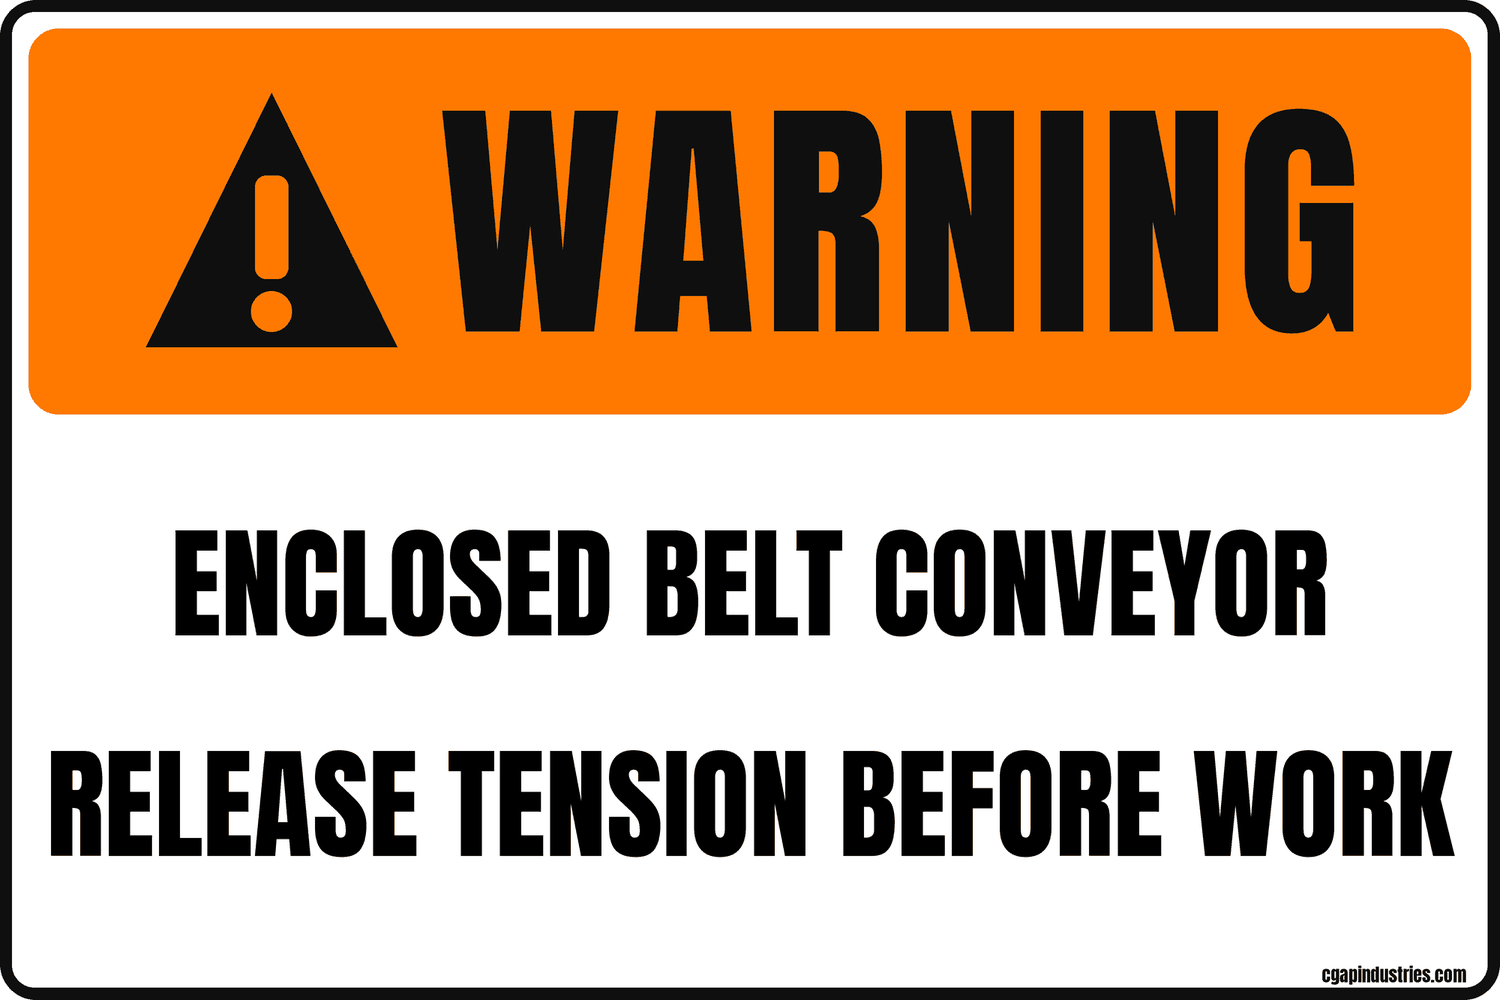 WARNING
ENCLOSED BELT CONVEYOR
RELEASE TENSION BEFORE WORK
cgapindustries.com